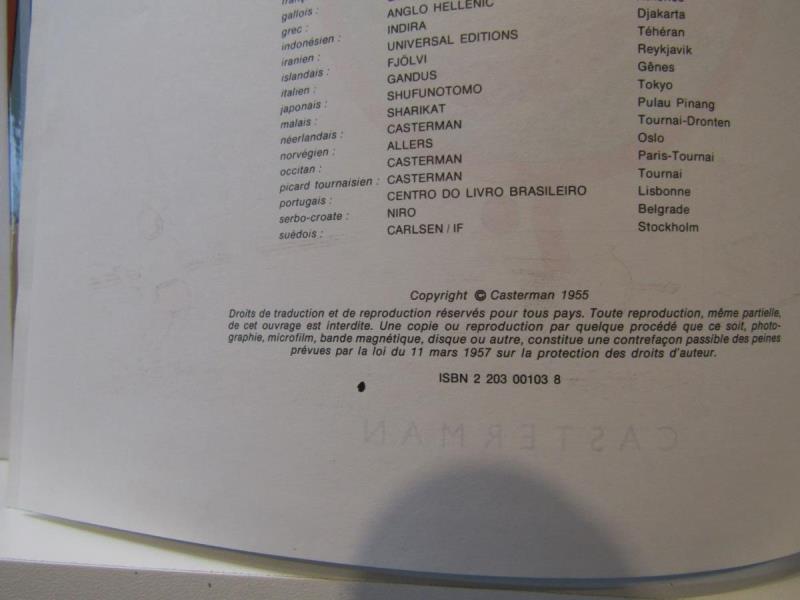 gallois : ANGLO HELLENIC
grec : INDIRA Djakarta
indonésien : UNIVERSAL EDITIONS Téhéran
iranien : FJÖLVI Reykjavik
islandais : GANDUS Gênes
italien : SHUFUNOTOMO Tokyo
japonais : SHARIKAT Pulau Pinang
malais : CASTERMAN Tournai-Dronten
néerlandais : ALLERS Oslo
norvégien : CASTERMAN Paris-Tournai
occitan : CASTERMAN Tournai
picard tournaisien : CENTRO DO LIVRO BRASILEIRO Lisbonne
portugais : NIRO Belgrade
serbo-croate : CARLSEN / IF Stockholm
suédois :
Copyright © Casterman 1955
Droits de traduction et de reproduction réservés pour tous pays. Toute reproduction, même partielle,
de cet ouvrage est interdite. Une copie ou reproduction par quelque procédé que ce soit, photo-
graphie, microfilm, bande magnétique, disque ou autre, constitue une contrefaçon passible des peines
prévues par la loi du 11 mars 1957 sur la protection des droits d'auteur.
ISBN 2 203 00103 8
CASTERMAN